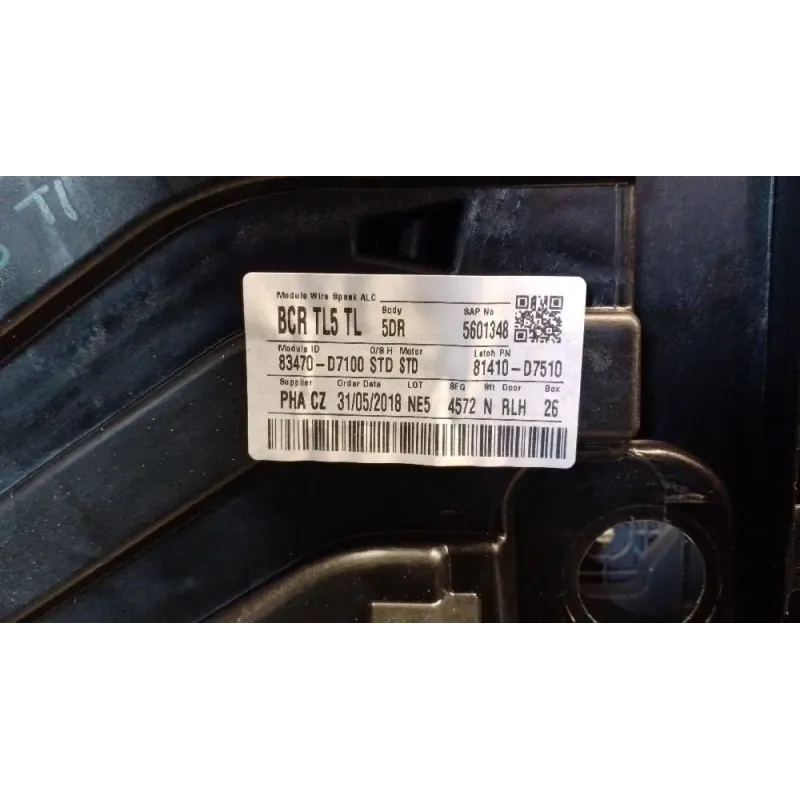 Module Wire Speak ALC Body SAP No
BCR TL5 TL 5DR 5601348
Module ID O/S H Motor Latch PN
83470-D7100 STD STD 81410-D7510
Supplier Order Date LOT SEQ Sft Door Box
PHA CZ 31/05/2018 NE5 4572 N RLH 26